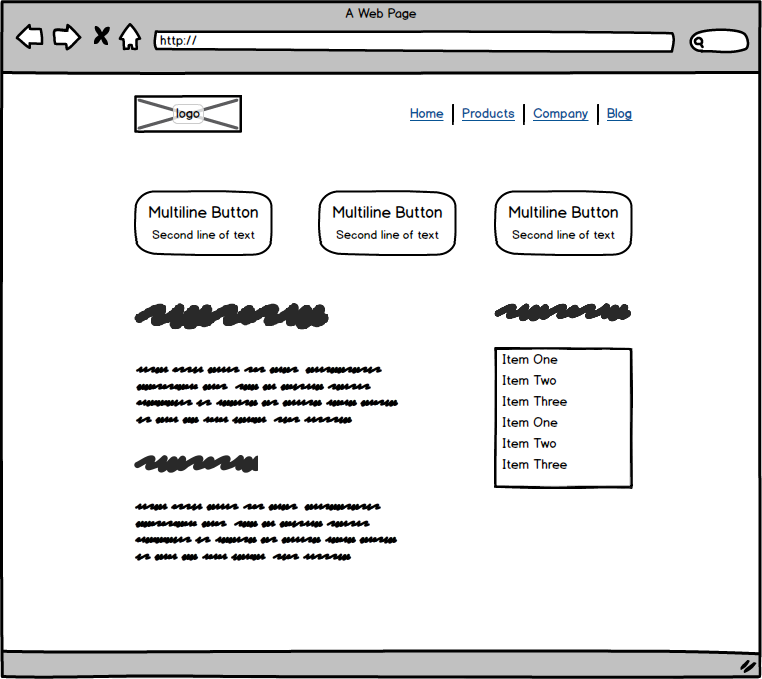 A Web Page
http://
logo
Home Products Company Blog
Multiline Button
Second line of text
Multiline Button
Second line of text
Multiline Button
Second line of text
Item One
Item Two
Item Three
Item One
Item Two
Item Three